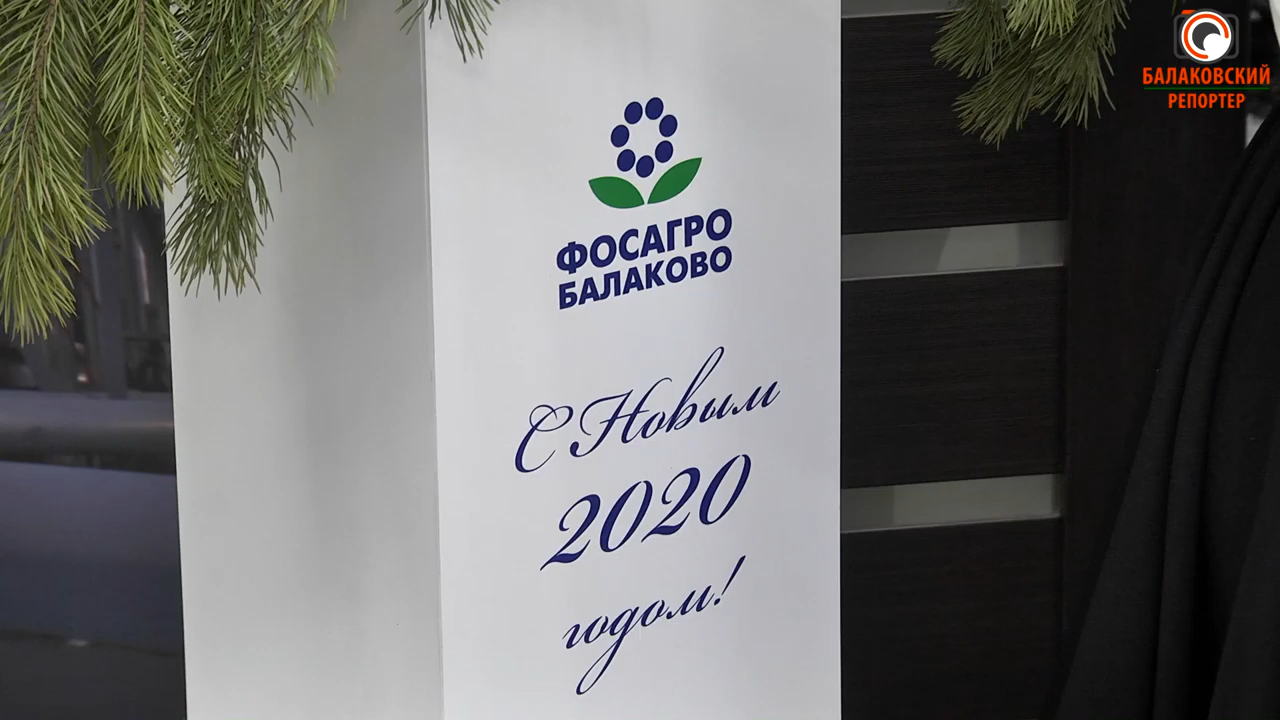 БАЛАКОВСКИЙ
РЕПОРТЕР
ФОСАГРО
БАЛАКОВО
С Новым
2020
годом!